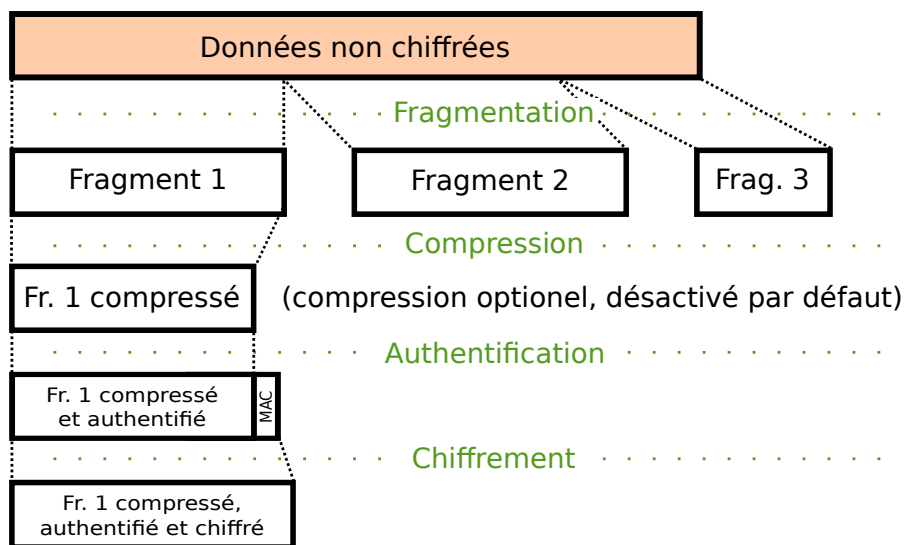 Données non chiffrées
Fragmentation
Fragment 1
Fragment 2
Frag. 3
Compression
Fr. 1 compressé
(compression optionel, désactivé par défaut)
Authentification
Fr. 1 compressé
et authentifié
MAC
Chiffrement
Fr. 1 compressé,
authentifié et chiffré